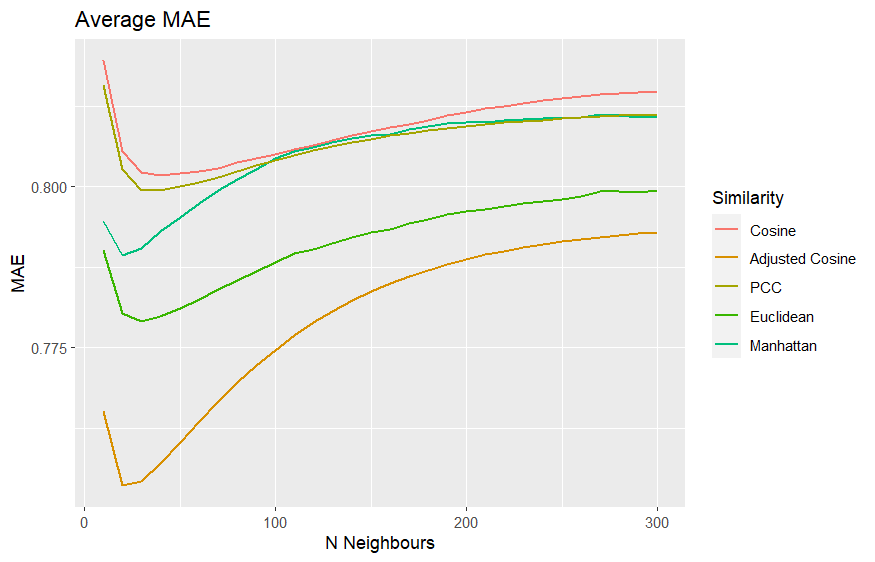 Average MAE
0.800
0.775
MAE
0
100
200
300
N Neighbours
Similarity
Cosine
Adjusted Cosine
PCC
Euclidean
Manhattan